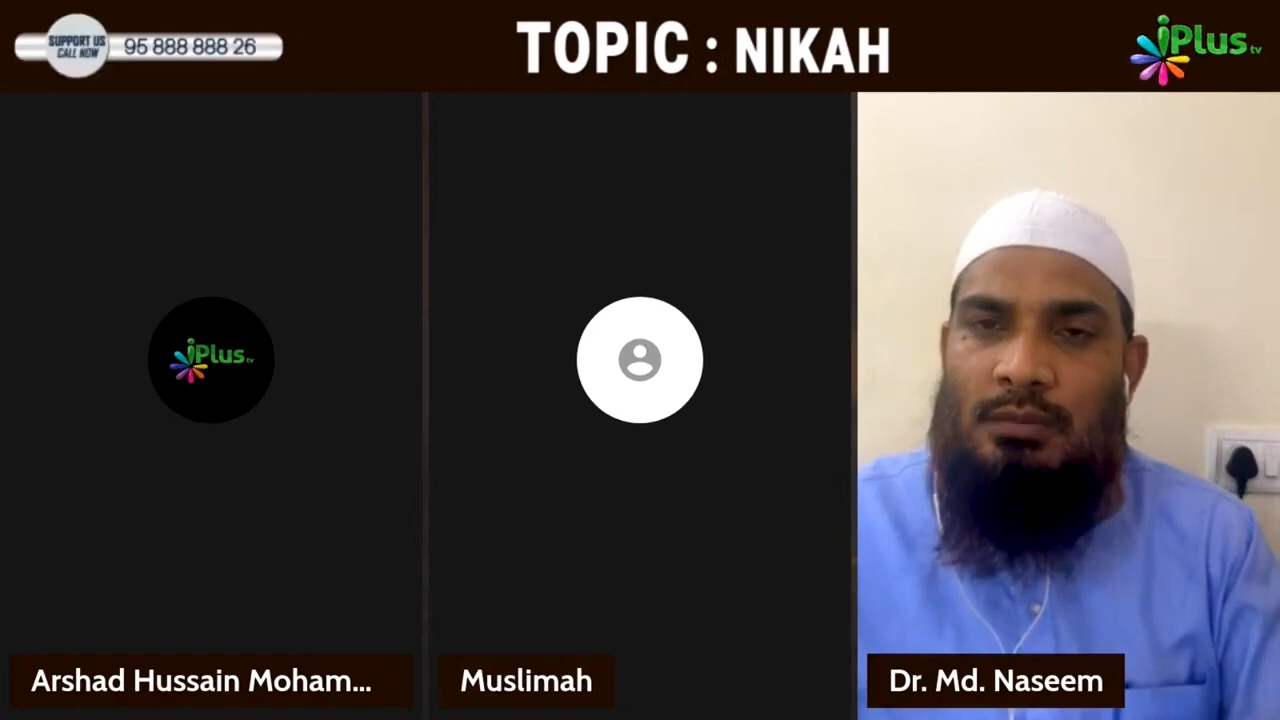 SUPPORT US
CALL NOW
95 888 888 26
TOPIC : NIKAH
iPlus tv
iPlus tv
Arshad Hussain Moham...
Muslimah
Dr. Md. Naseem